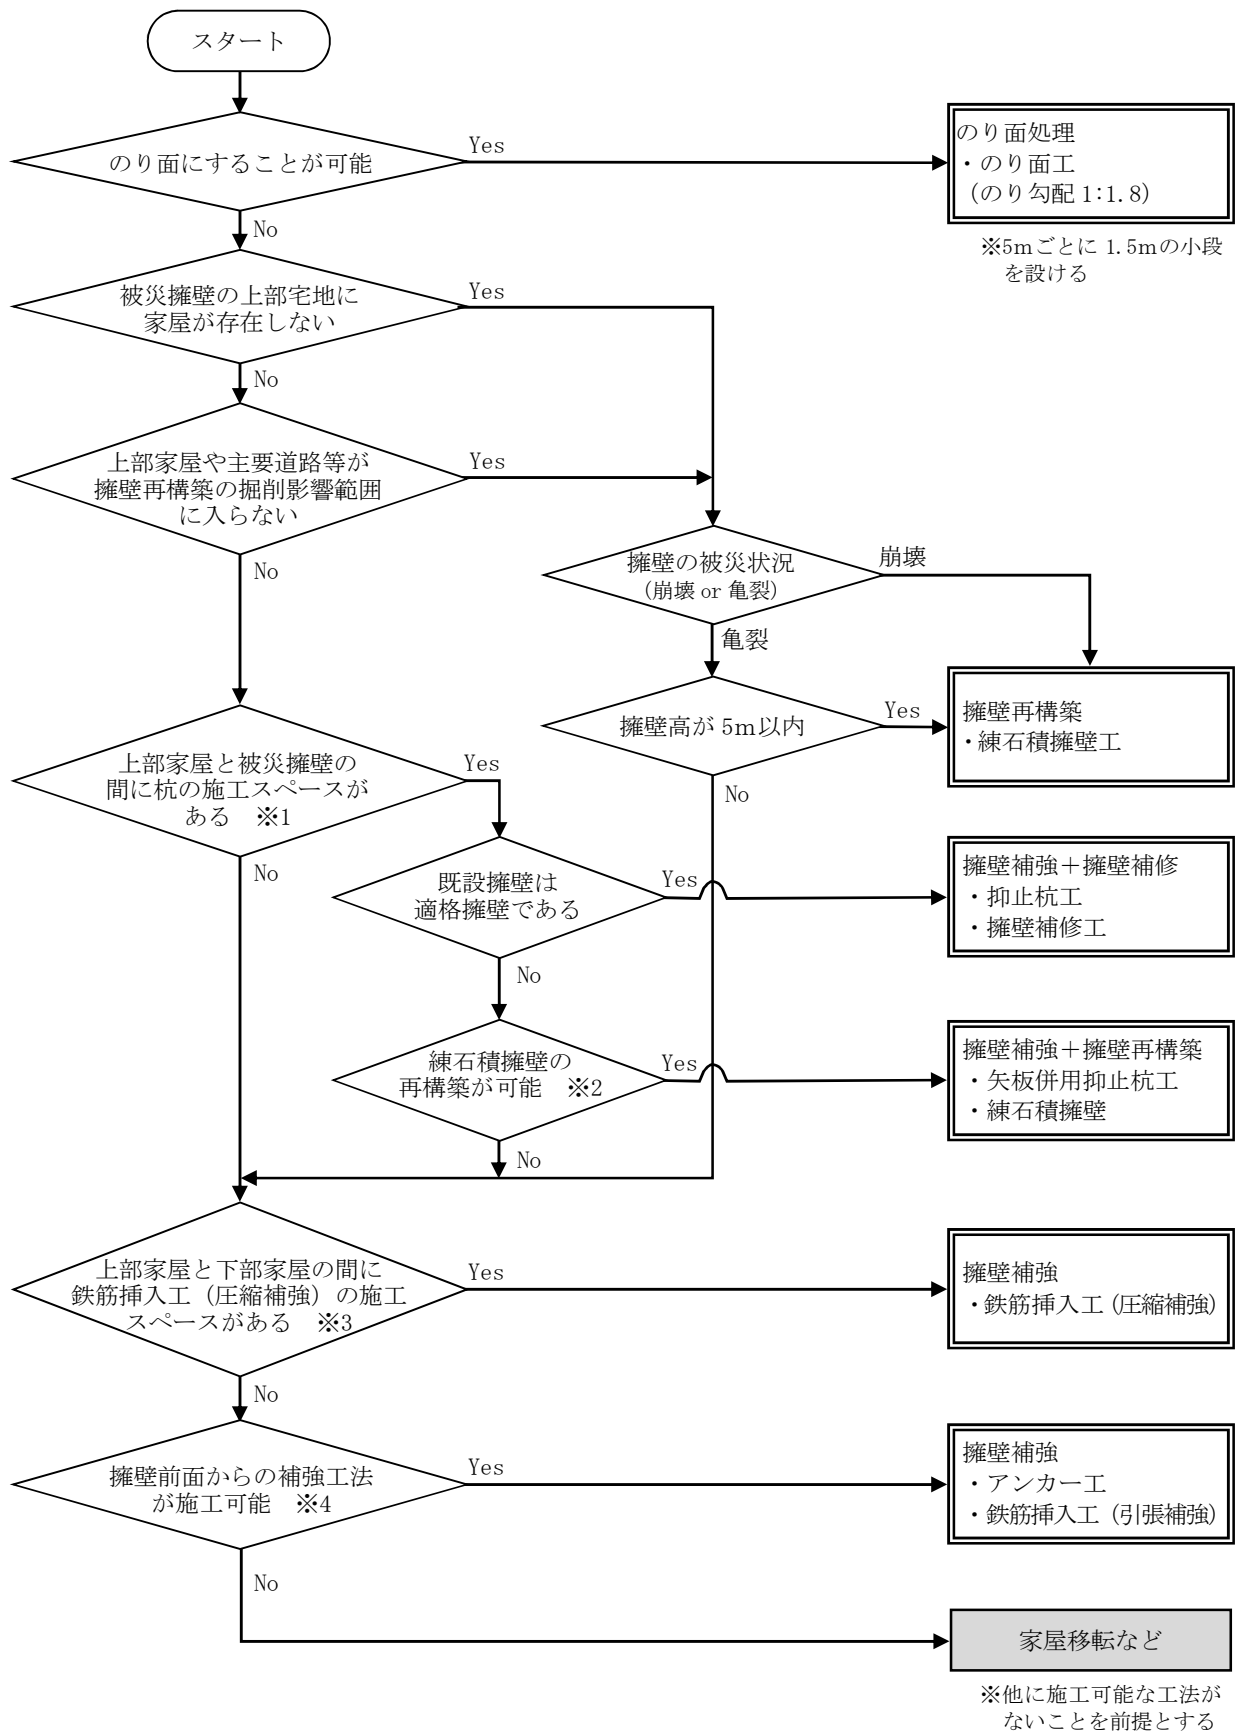 スタート
のり面にすることが可能
Yes
のり面処理
・のり面工
(のり勾配 1:1.8)
※5mごとに 1.5mの小段
を設ける
No
被災擁壁の上部宅地に
家屋が存在しない
Yes
No
上部家屋や主要道路等が
擁壁再構築の掘削影響範囲
に入らない
Yes
No
擁壁の被災状況
(崩壊 or 亀裂)
崩壊
亀裂
擁壁高が 5m以内
Yes
擁壁再構築
・練石積擁壁工
No
上部家屋と被災擁壁の
間に杭の施工スペースが
ある ※1
Yes
No
既設擁壁は
適格擁壁である
Yes
擁壁補強+擁壁補修
・抑止杭工
・擁壁補修工
No
練石積擁壁の
再構築が可能 ※2
Yes
擁壁補強+擁壁再構築
・矢板併用抑止杭工
・練石積擁壁
No
上部家屋と下部家屋の間に
鉄筋挿入工(圧縮補強)の施工
スペースがある ※3
Yes
擁壁補強
・鉄筋挿入工(圧縮補強)
No
擁壁前面からの補強工法
が施工可能 ※4
Yes
擁壁補強
・アンカー工
・鉄筋挿入工(引張補強)
No
家屋移転など
※他に施工可能な工法が
ないことを前提とする